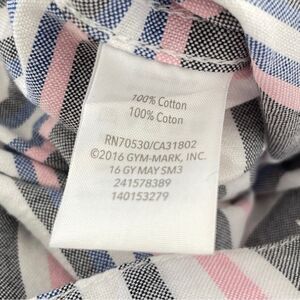 100% Cotton
100% Coton
RN70530/CA31802
©2016 GYM-MARK, INC.
16 GY MAY SM3
241578389
140153279